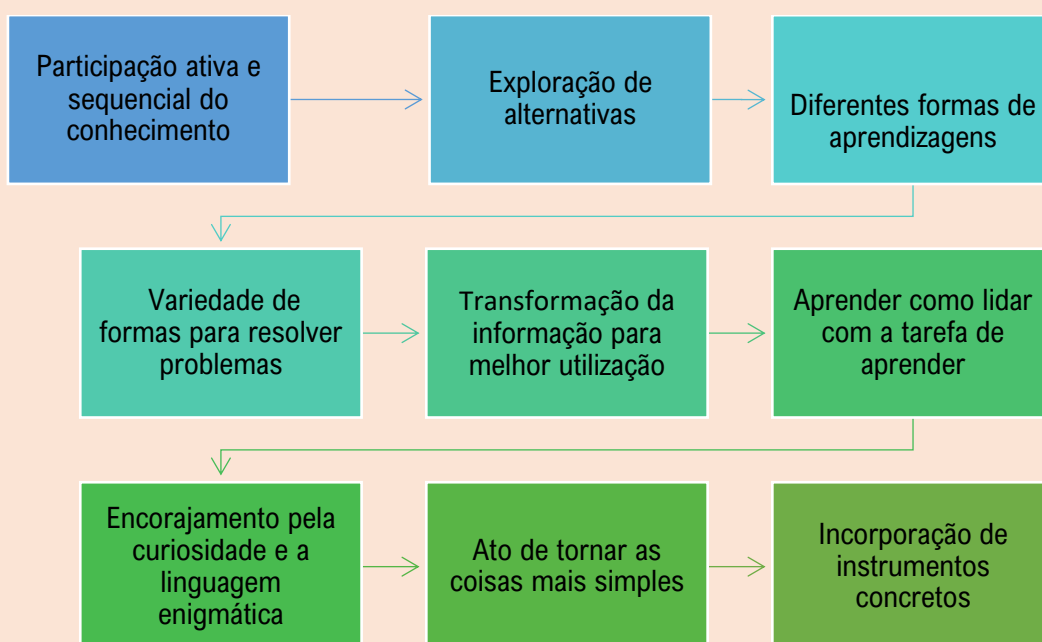 Participação ativa e
sequencial do
conhecimento
Exploração de
alternativas
Diferentes formas de
aprendizagens
Variedade de
formas para resolver
problemas
Transformação da
informação para
melhor utilização
Aprender como lidar
com a tarefa de
aprender
Encorajamento pela
curiosidade e a
linguagem
enigmática
Ato de tornar as
coisas mais simples
Incorporação de
instrumentos
concretos